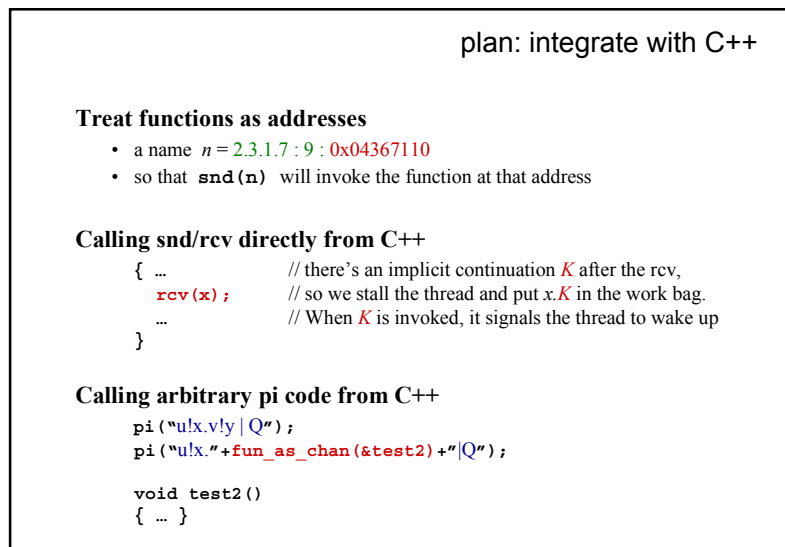 plan: integrate with C++
Treat functions as addresses
• a name n = 2.3.1.7 : 9 : 0x04367110
• so that snd(n) will invoke the function at that address
Calling snd/rcv directly from C++
{ … // there's an implicit continuation K after the rcv,
rcv(x); // so we stall the thread and put x.K in the work bag.
… // When K is invoked, it signals the thread to wake up
}
Calling arbitrary pi code from C++
pi("u!x.v!y | Q");
pi("u!x."+fun_as_chan(&test2)+"|Q");
void test2()
{ … }